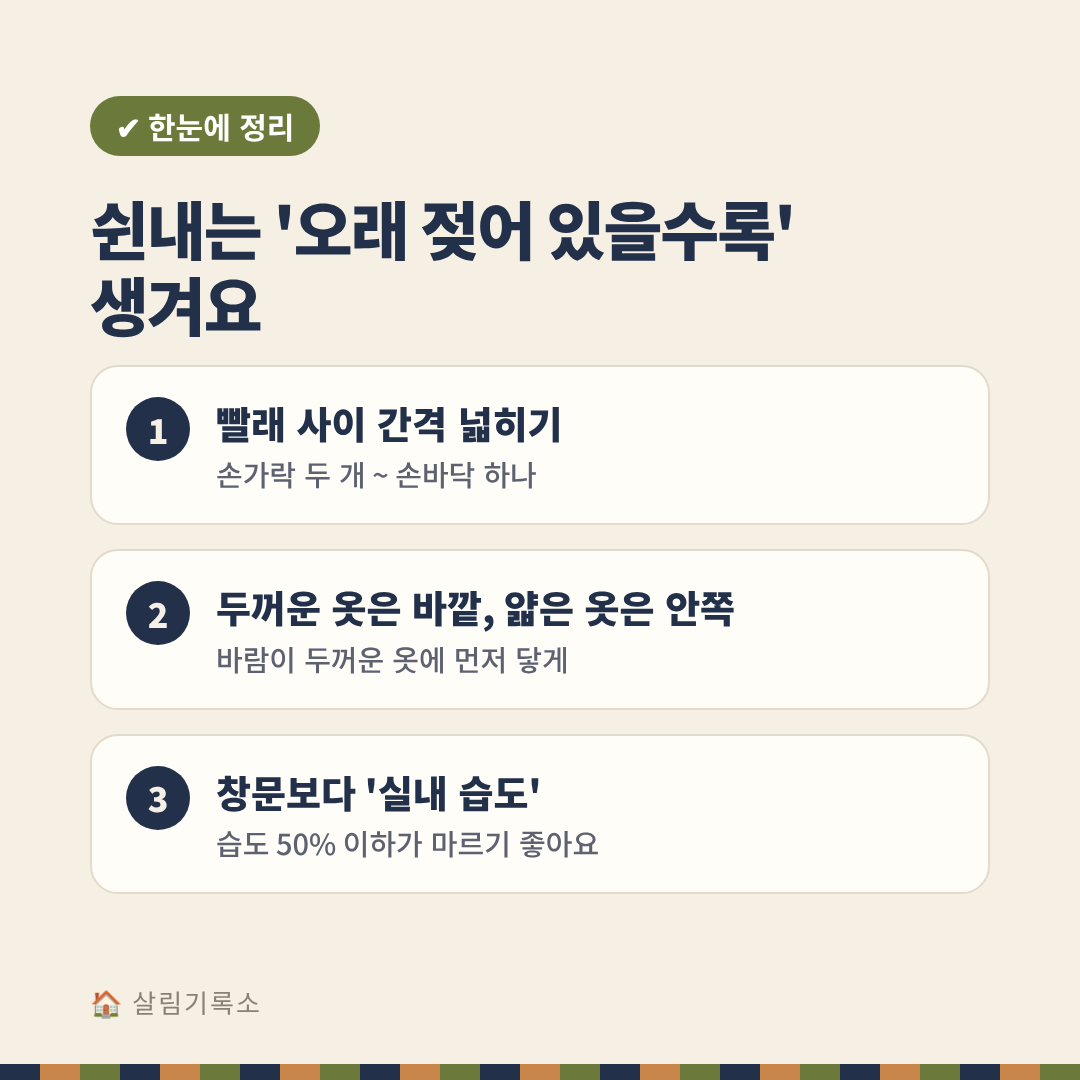 ✔ 한눈에 정리
쉰내는 '오래 젖어 있을수록'
생겨요
1
빨래 사이 간격 넓히기
손가락 두 개 ~ 손바닥 하나
2
두꺼운 옷은 바깥, 얇은 옷은 안쪽
바람이 두꺼운 옷에 먼저 닿게
3
창문보다 '실내 습도'
습도 50% 이하가 마르기 좋아요
🏠 살림기록소